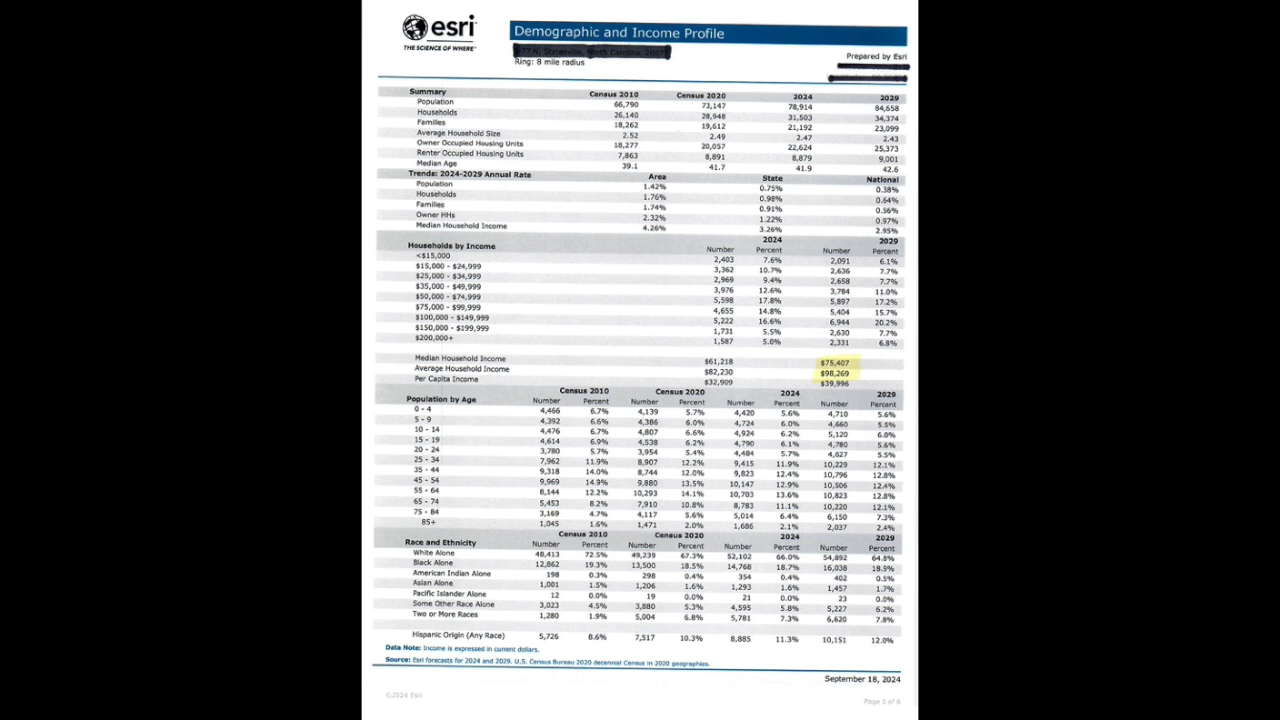 esri
THE SCIENCE OF WHERE®
Demographic and Income Profile
Ring: 8 mile radius
Prepared by Esri
Summary Census 2010 Census 2020 2024 2029
Population 66,790 73,147 78,914 84,658
Households 26,140 28,948 31,503 34,374
Families 18,262 19,612 21,192 23,099
Average Household Size 2.52 2.49 2.47 2.43
Owner Occupied Housing Units 18,277 20,057 22,624 25,373
Renter Occupied Housing Units 7,863 8,891 8,879 9,001
Median Age 39.1 41.7 41.9 42.6
Trends: 2024-2029 Annual Rate Area State National
Population 1.42% 0.75% 0.38%
Households 1.76% 0.98% 0.64%
Families 1.74% 0.91% 0.56%
Owner HHs 2.32% 1.22% 0.97%
Median Household Income 4.26% 3.26% 2.95%
2024 2029
Households by Income Number Percent Number Percent
<$15,000 2,403 7.6% 2,091 6.1%
$15,000 - $24,999 3,362 10.7% 2,636 7.7%
$25,000 - $34,999 2,969 9.4% 2,658 7.7%
$35,000 - $49,999 3,976 12.6% 3,784 11.0%
$50,000 - $74,999 5,598 17.8% 5,897 17.2%
$75,000 - $99,999 4,655 14.8% 5,404 15.7%
$100,000 - $149,999 5,222 16.6% 6,944 20.2%
$150,000 - $199,999 1,731 5.5% 2,630 7.7%
$200,000+ 1,587 5.0% 2,331 6.8%
Median Household Income $61,218 $75,407
Average Household Income $82,230 $98,269
Per Capita Income $32,909 $39,996
Census 2010 Census 2020 2024 2029
Population by Age Number Percent Number Percent Number Percent Number Percent
0 - 4 4,466 6.7% 4,139 5.7% 4,420 5.6% 4,710 5.6%
5 - 9 4,392 6.6% 4,386 6.0% 4,724 6.0% 4,660 5.5%
10 - 14 4,476 6.7% 4,807 6.6% 4,924 6.2% 5,120 6.0%
15 - 19 4,614 6.9% 4,538 6.2% 4,790 6.1% 4,780 5.6%
20 - 24 3,780 5.7% 3,954 5.4% 4,484 5.7% 4,627 5.5%
25 - 34 7,962 11.9% 8,907 12.2% 9,415 11.9% 10,229 12.1%
35 - 44 9,318 14.0% 8,744 12.0% 9,823 12.4% 10,796 12.8%
45 - 54 9,969 14.9% 9,880 13.5% 10,147 12.9% 10,506 12.4%
55 - 64 8,144 12.2% 10,293 14.1% 10,703 13.6% 10,823 12.8%
65 - 74 5,453 8.2% 7,910 10.8% 8,783 11.1% 10,220 12.1%
75 - 84 3,169 4.7% 4,117 5.6% 5,014 6.4% 6,150 7.3%
85+ 1,045 1.6% 1,471 2.0% 1,686 2.1% 2,037 2.4%
Census 2010 Census 2020 2024 2029
Race and Ethnicity Number Percent Number Percent Number Percent Number Percent
White Alone 48,413 72.5% 49,239 67.3% 52,102 66.0% 54,892 64.8%
Black Alone 12,862 19.3% 13,500 18.5% 14,768 18.7% 16,038 18.9%
American Indian Alone 198 0.3% 298 0.4% 354 0.4% 402 0.5%
Asian Alone 1,001 1.5% 1,206 1.6% 1,293 1.6% 1,457 1.7%
Pacific Islander Alone 12 0.0% 19 0.0% 21 0.0% 23 0.0%
Some Other Race Alone 3,023 4.5% 3,880 5.3% 4,595 5.8% 5,227 6.2%
Two or More Races 1,280 1.9% 5,004 6.8% 5,781 7.3% 6,620 7.8%
Hispanic Origin (Any Race) 5,726 8.6% 7,517 10.3% 8,885 11.3% 10,151 12.0%
Data Note: Income is expressed in current dollars.
Source: Esri forecasts for 2024 and 2029. U.S. Census Bureau 2020 decennial Census in 2020 geographies.
September 18, 2024
©2024 Esri
Page 5 of 6